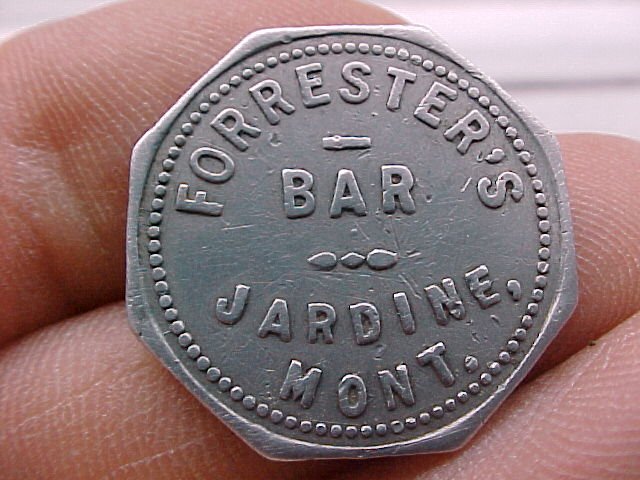 FORRESTER'S
BAR
JARDINE,
MONT.